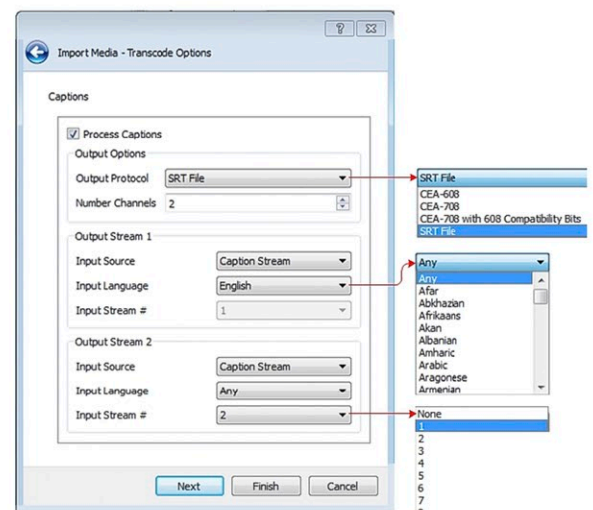 Import Media - Transcode Options
Captions
Process Captions
Output Options
Output Protocol SRT File
Number Channels 2
Output Stream 1
Input Source Caption Stream
Input Language English
Input Stream # 1
Output Stream 2
Input Source Caption Stream
Input Language Any
Input Stream # 2
Next Finish Cancel
SRT File
CEA-608
CEA-708
CEA-708 with 608 Compatibility Bits
SRT File
Any
Any
Afar
Abkhazian
Afrikaans
Akan
Albanian
Amharic
Arabic
Aragonese
Armenian
None
1
2
3
4
5
6
7